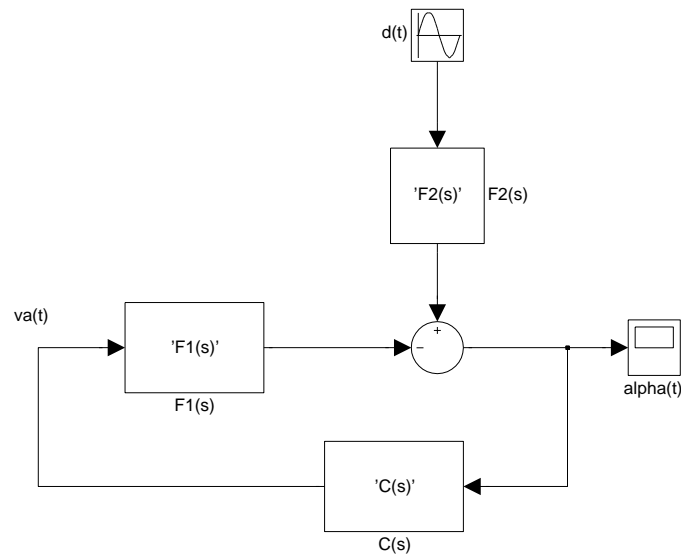 d(t)
'F2(s)'
F2(s)
+
va(t)
'F1(s)'
−
F1(s)
alpha(t)
'C(s)'
C(s)